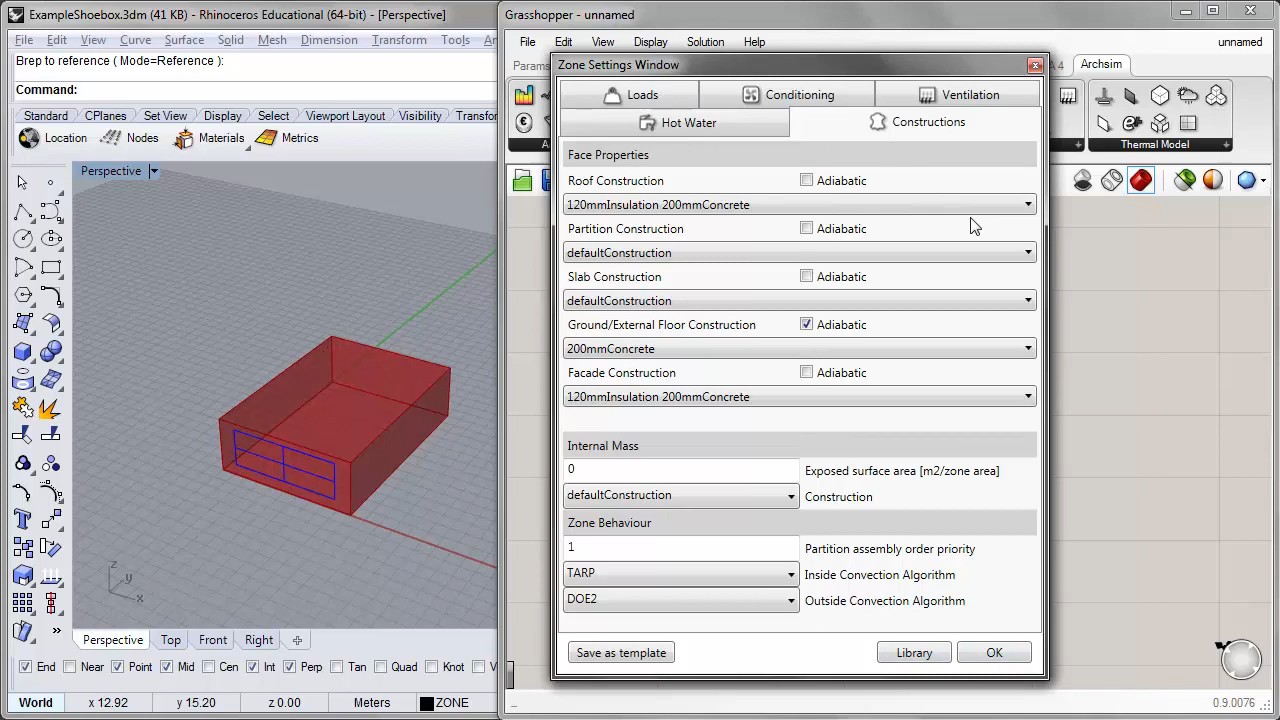 ExampleShoebox.3dm (41 KB) - Rhinoceros Educational (64-bit) - [Perspective]
File Edit View Curve Surface Solid Mesh Dimension Transform Tools
Brep to reference ( Mode=Reference ):
Command:
Standard CPlanes Set View Display Select Viewport Layout Visibility
Location Nodes Materials Metrics
Perspective
z
y
x
Perspective Top Front Right
End Near Point Mid Cen Int Perp Tan Quad Knot
World x 12.92 y 15.20 z 0.00 Meters ZONE
Grasshopper - unnamed
File Edit View Display Solution Help unnamed
4 Archsim
Thermal Model
Zone Settings Window
Loads Conditioning Ventilation
Hot Water Constructions
Face Properties
Roof Construction Adiabatic
120mmInsulation 200mmConcrete
Partition Construction Adiabatic
defaultConstruction
Slab Construction Adiabatic
defaultConstruction
Ground/External Floor Construction Adiabatic
200mmConcrete
Facade Construction Adiabatic
120mmInsulation 200mmConcrete
Internal Mass
0 Exposed surface area [m2/zone area]
defaultConstruction Construction
Zone Behaviour
1 Partition assembly order priority
TARP Inside Convection Algorithm
DOE2 Outside Convection Algorithm
Save as template Library OK
0.9.0076